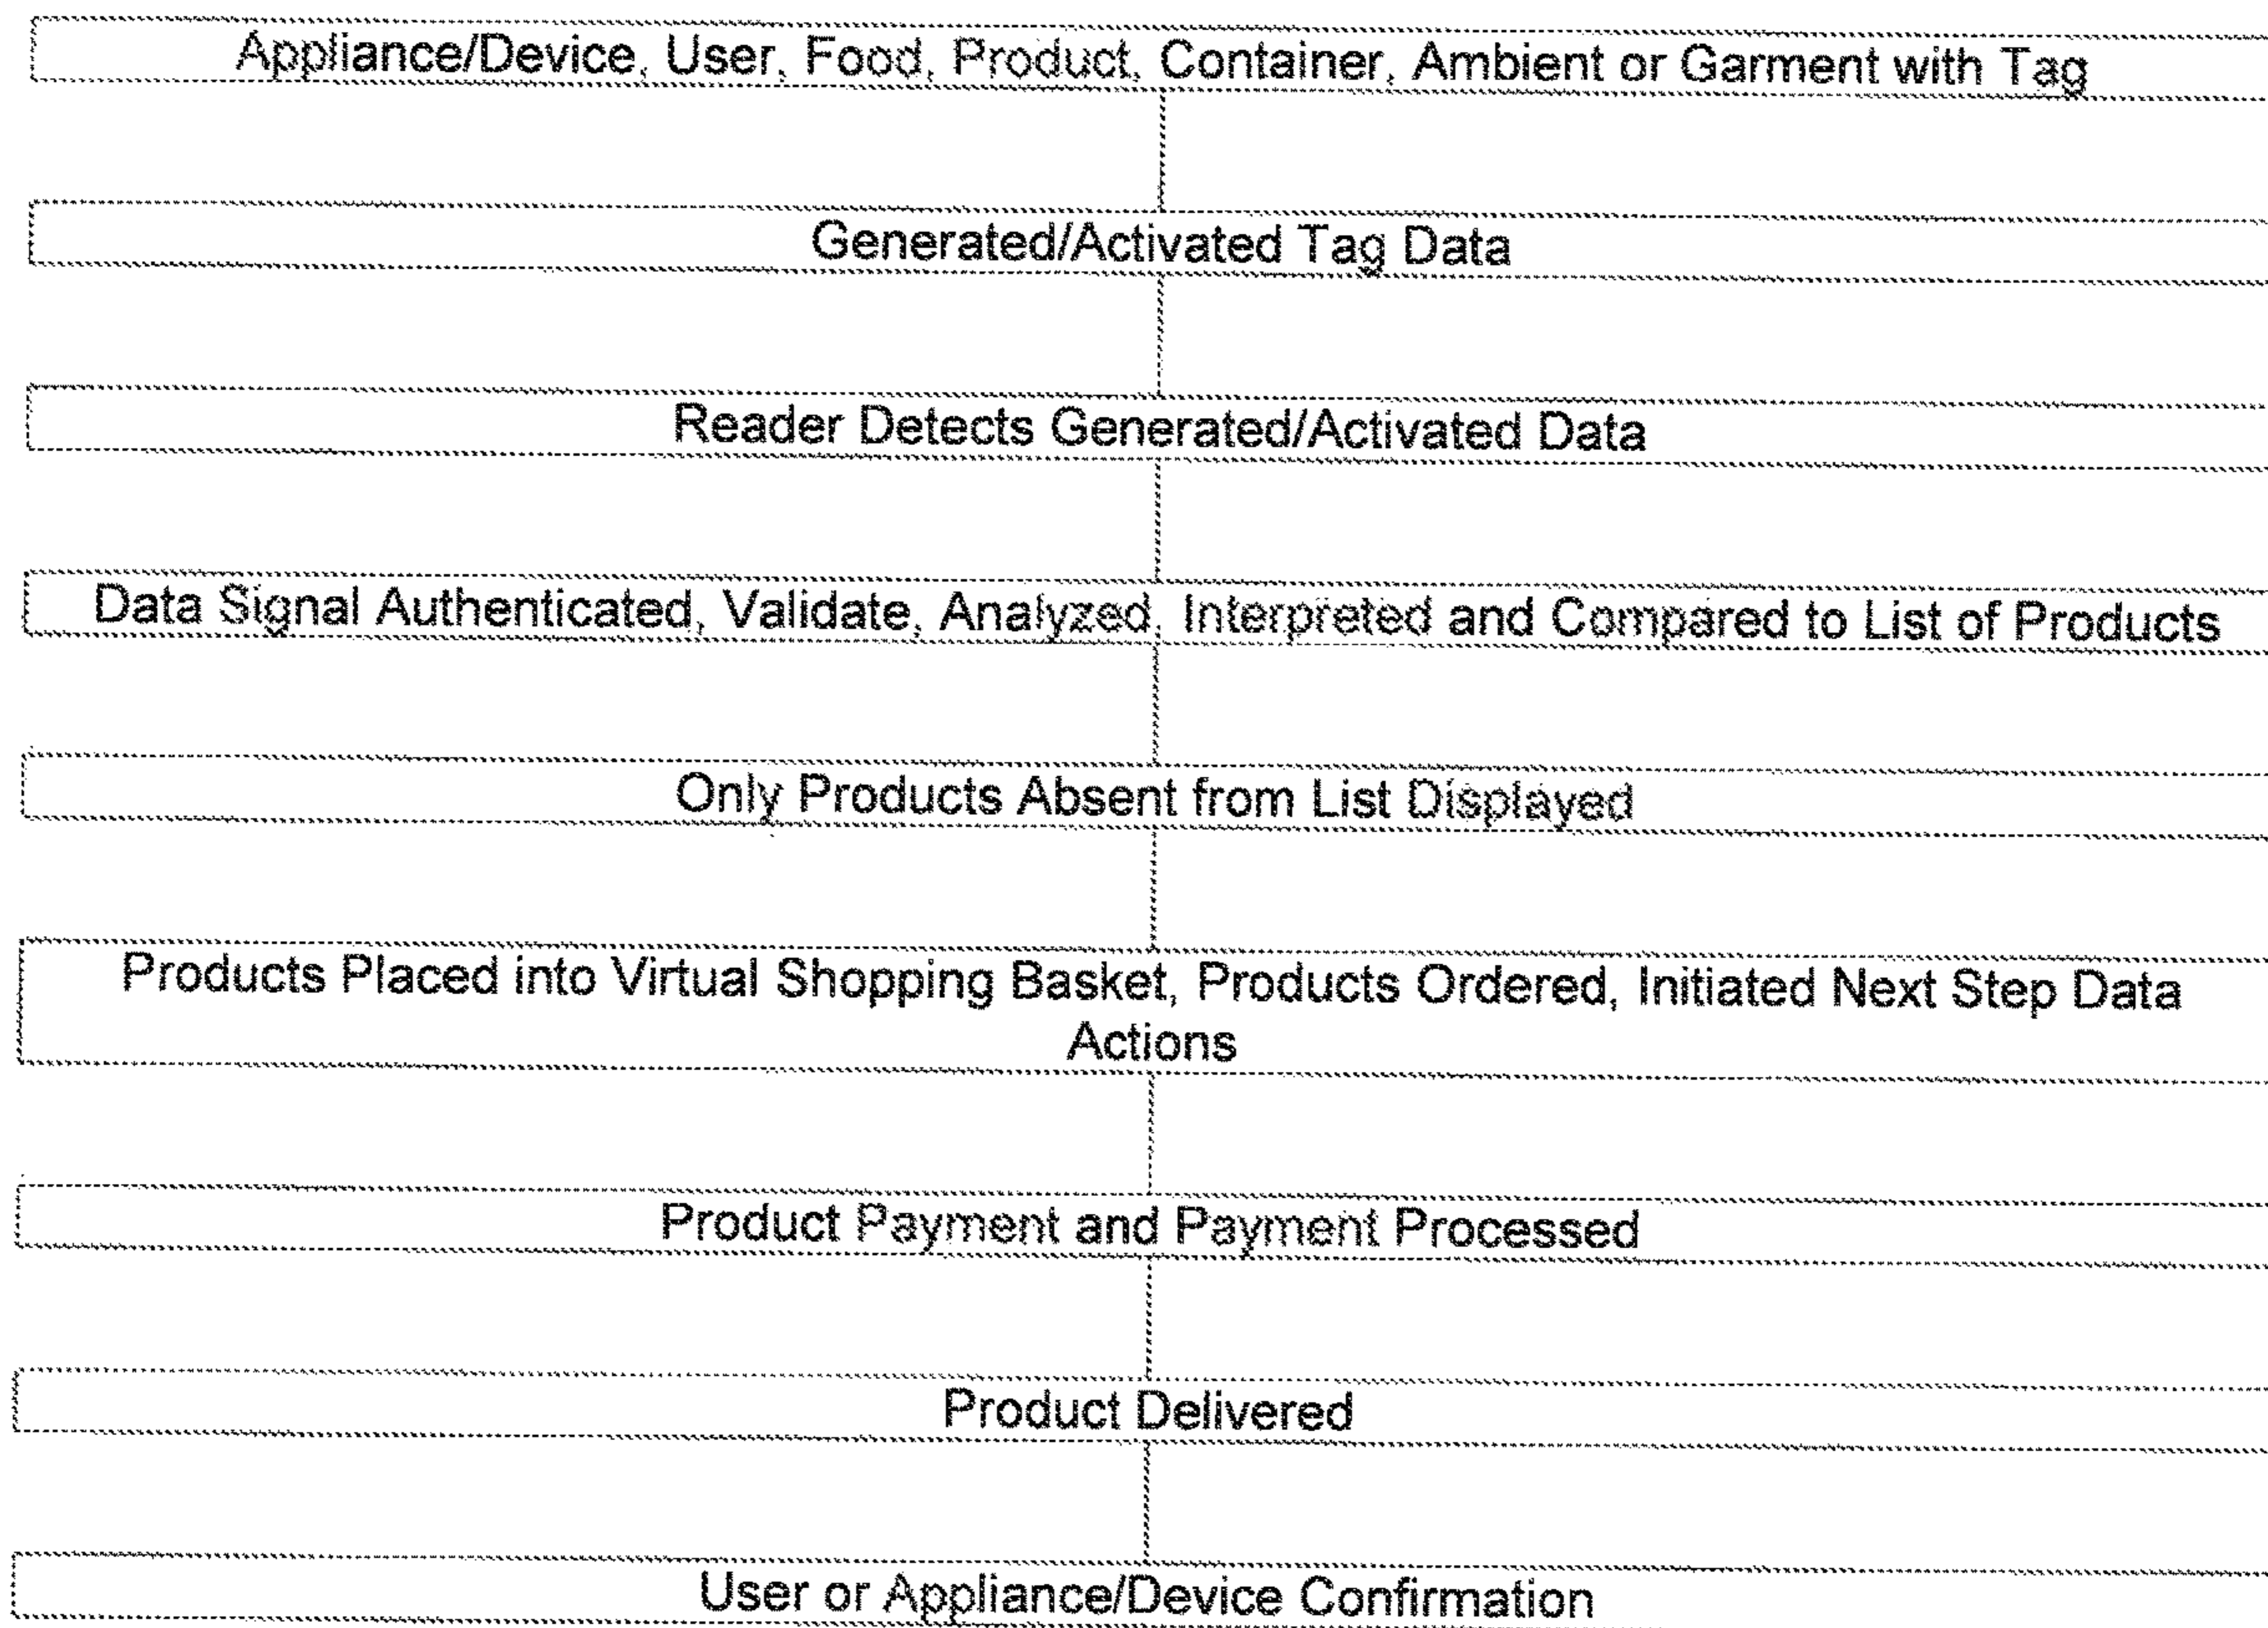 Appliance/Device, User, Food, Product, Container, Ambient or Garment with Tag
Generated/Activated Tag Data
Reader Detects Generated/Activated Data
Data Signal Authenticated, Validate, Analyzed, Interpreted and Compared to List of Products
Only Products Absent from List Displayed
Products Placed into Virtual Shopping Basket, Products Ordered, Initiated Next Step Data
Actions
Product Payment and Payment Processed
Product Delivered
User or Appliance/Device Confirmation